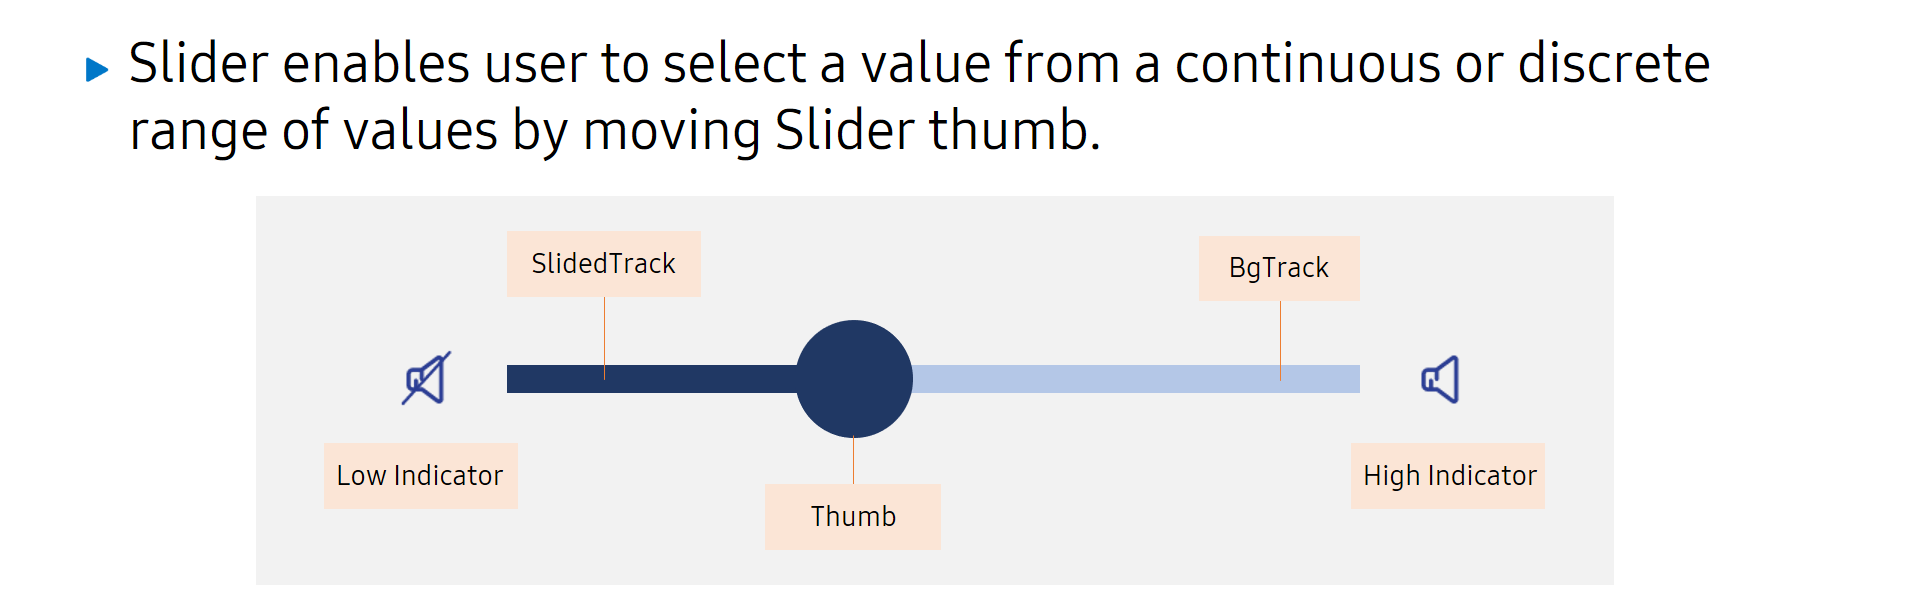 Slider enables user to select a value from a continuous or discrete
range of values by moving Slider thumb.
SlidedTrack
BgTrack
Low Indicator
High Indicator
Thumb